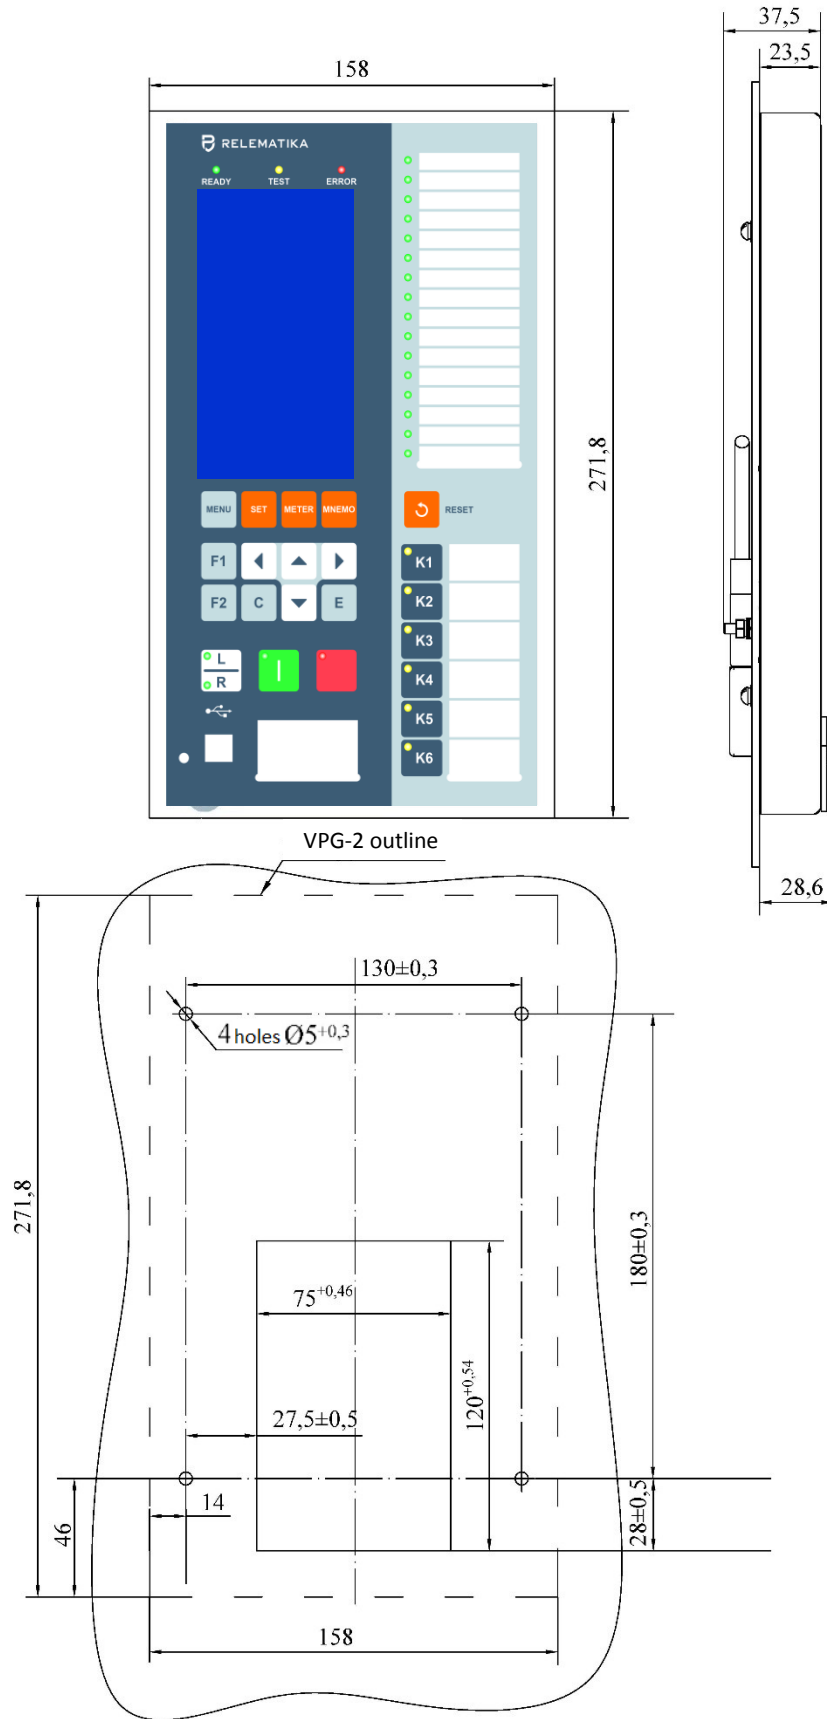 37,5
23,5
158
RELEMATIKA
READY TEST ERROR
271,8
MENU SET METER MNEMO RESET
F1 K1
F2 C E K2
K3
L
R
K4
K5
K6
28,6
VPG-2 outline
130±0,3
4 holes Ø5+0,3
271,8
180±0,3
75+0,46
120+0,54
27,5±0,5
14
46
28±0,5
158